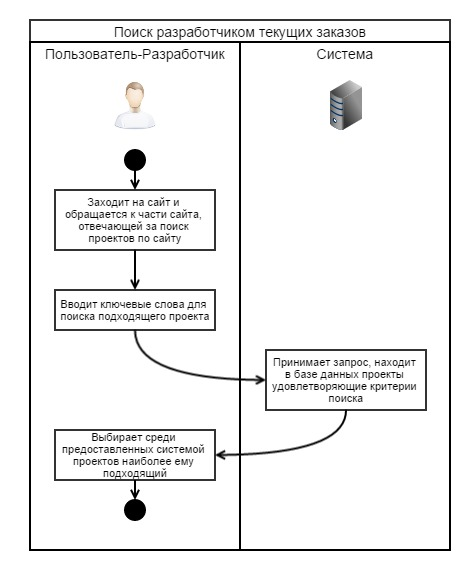 Поиск разработчиком текущих заказов
Пользователь-Разработчик
Система
Заходит на сайт и
обращается к части сайта,
отвечающей за поиск
проектов по сайту
Вводит ключевые слова для
поиска подходящего проекта
Принимает запрос, находит
в базе данных проекты
удовлетворяющие критерии
поиска
Выбирает среди
предоставленных системой
проектов наиболее ему
подходящий